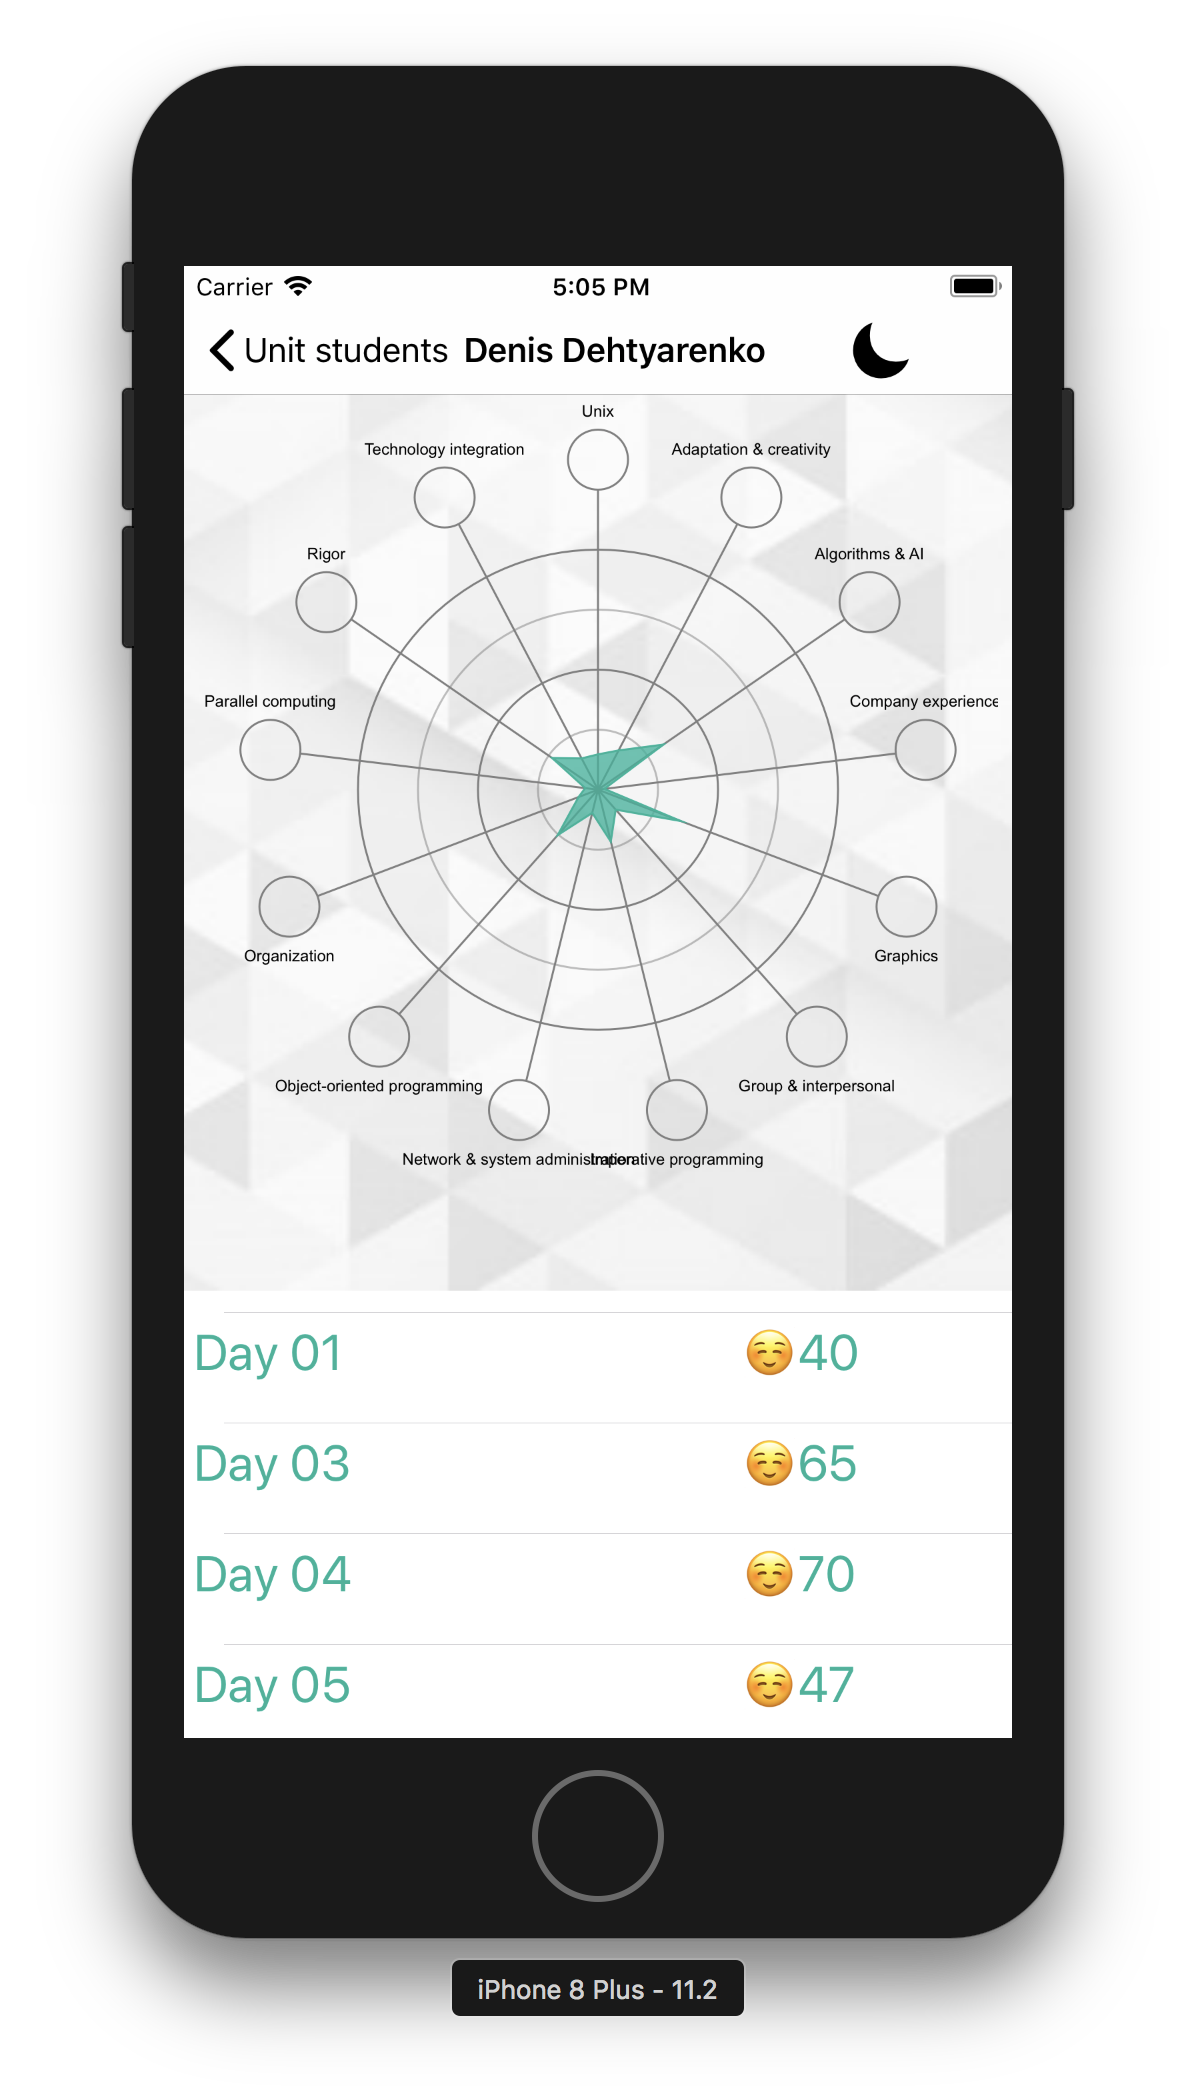 Carrier 5:05 PM
Unit students Denis Dehtyarenko
Unix
Technology integration
Adaptation & creativity
Rigor
Algorithms & AI
Parallel computing
Company experience
Organization
Graphics
Object-oriented programming
Group & interpersonal
Network & system administration
Imperative programming
Day 01 ☺️40
Day 03 ☺️65
Day 04 ☺️70
Day 05 ☺️47
iPhone 8 Plus - 11.2